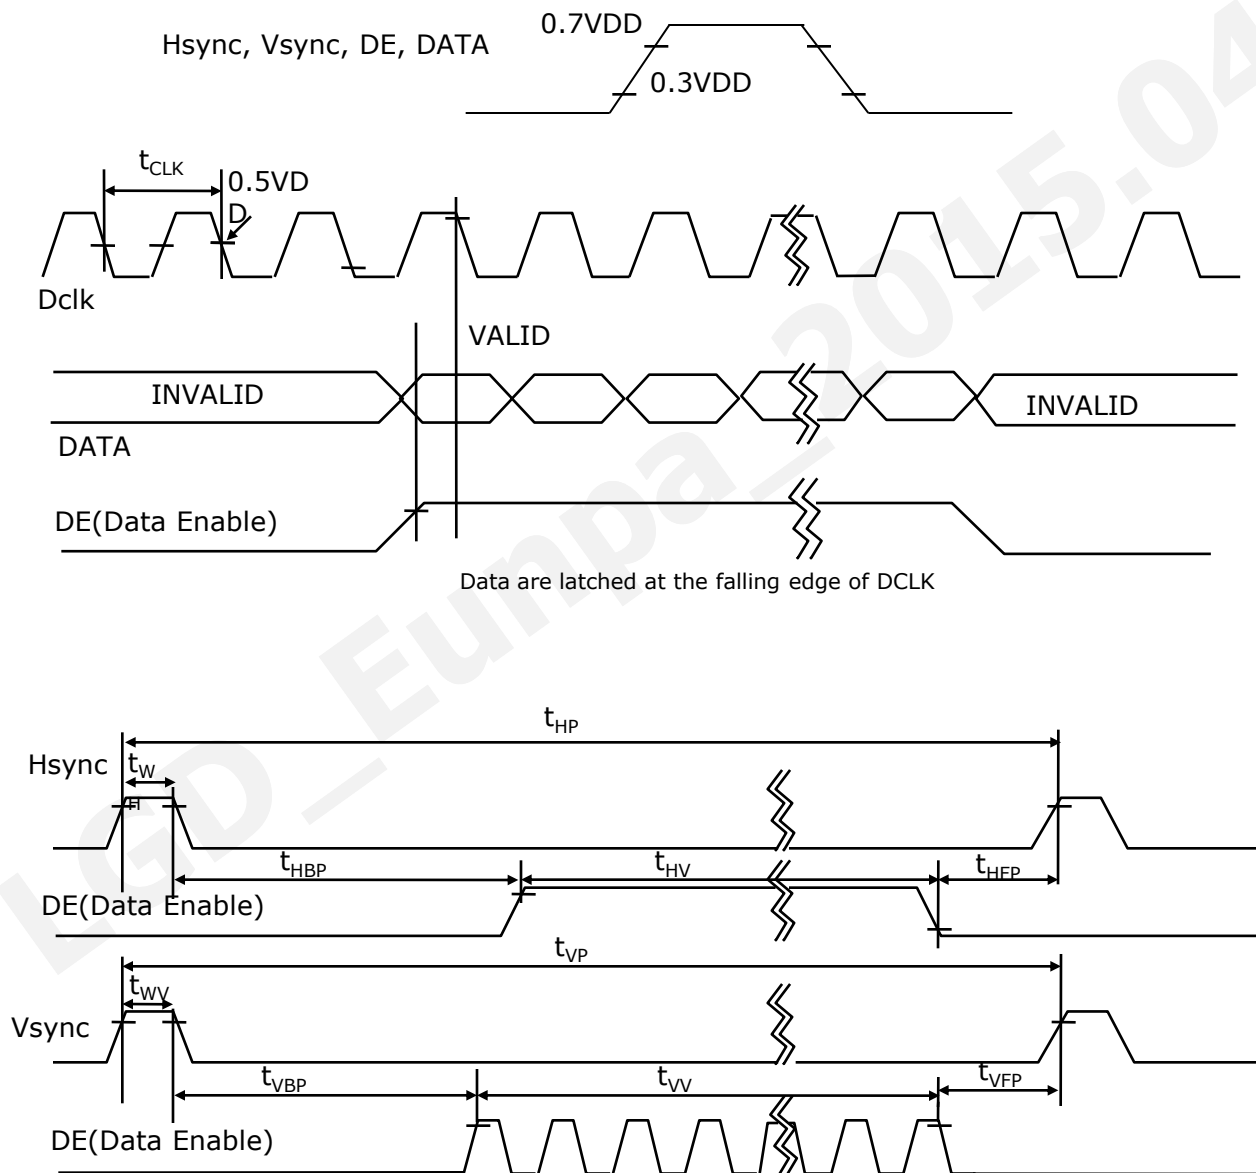 Hsync, Vsync, DE, DATA
0.7VDD
0.3VDD
tCLK
0.5VD
D
Dclk
VALID
INVALID
INVALID
DATA
DE(Data Enable)
Data are latched at the falling edge of DCLK
tHP
Hsync
tW
H
tHBP
tHV
tHFP
DE(Data Enable)
tVP
tWV
Vsync
tVBP
tVV
tVFP
DE(Data Enable)
LGD_Eunpa_2015.04